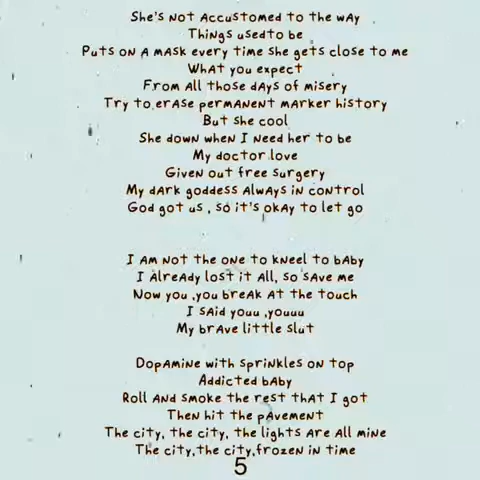 She's not accustomed to the way
Things usedto be
Puts on a mask every time she gets close to me
What you expect
From all those days of misery
Try to erase permanent marker history
But she cool
She down when I need her to be
My doctor love
Given out free surgery
My dark goddess always in control
God got us , so it's okay to let go
I am not the one to kneel to baby
I already lost it all, so save me
Now you ,you break at the touch
I said youu ,youuu
My brave little slut
Dopamine with sprinkles on top
Addicted baby
Roll and smoke the rest that I got
Then hit the pavement
The city, the city, the lights are all mine
The city,the city,frozen in time
5